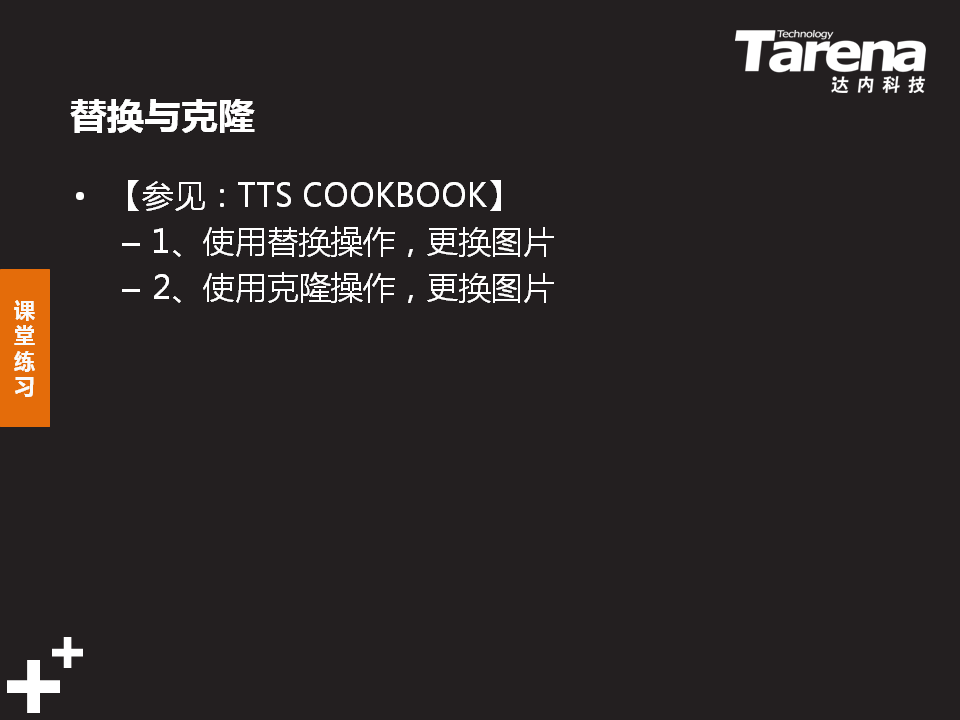 Technology
Tarena
达内科技
替换与克隆
• 【参见：TTS COOKBOOK】
– 1、使用替换操作，更换图片
– 2、使用克隆操作，更换图片
课
堂
练
习